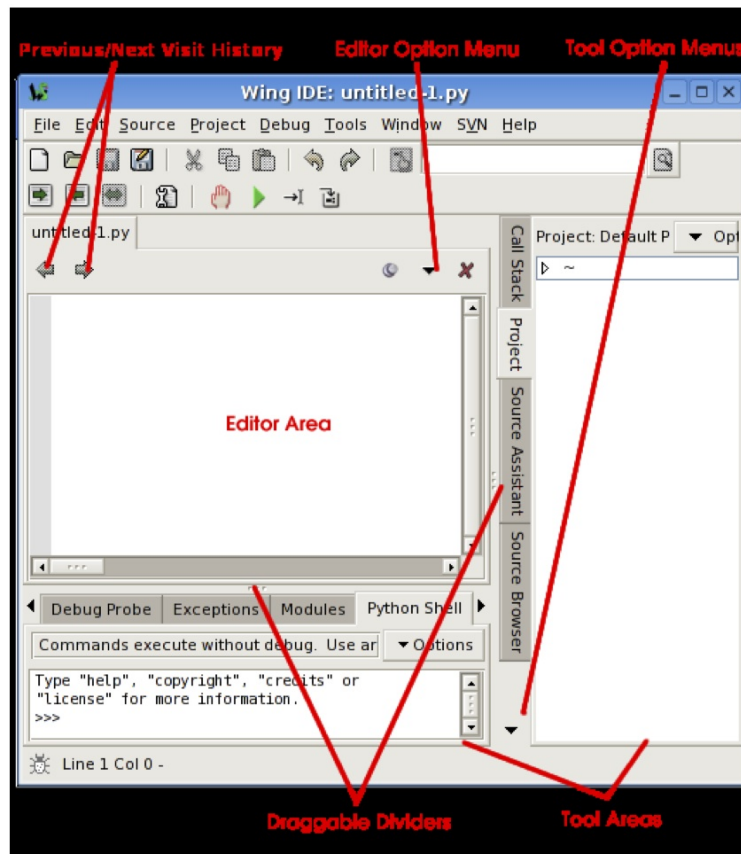 Previous/Next Visit History Editor Option Menu Tool Option Menus
Wing IDE: untitled-1.py
File Edit Source Project Debug Tools Window SVN Help
untitled-1.py
Project: Default P Opt
~
Call Stack
Project
Source Assistant
Source Browser
Editor Area
Debug Probe Exceptions Modules Python Shell
Commands execute without debug. Use ar Options
Type "help", "copyright", "credits" or
"license" for more information.
>>>
Line 1 Col 0 -
Draggable Dividers Tool Areas